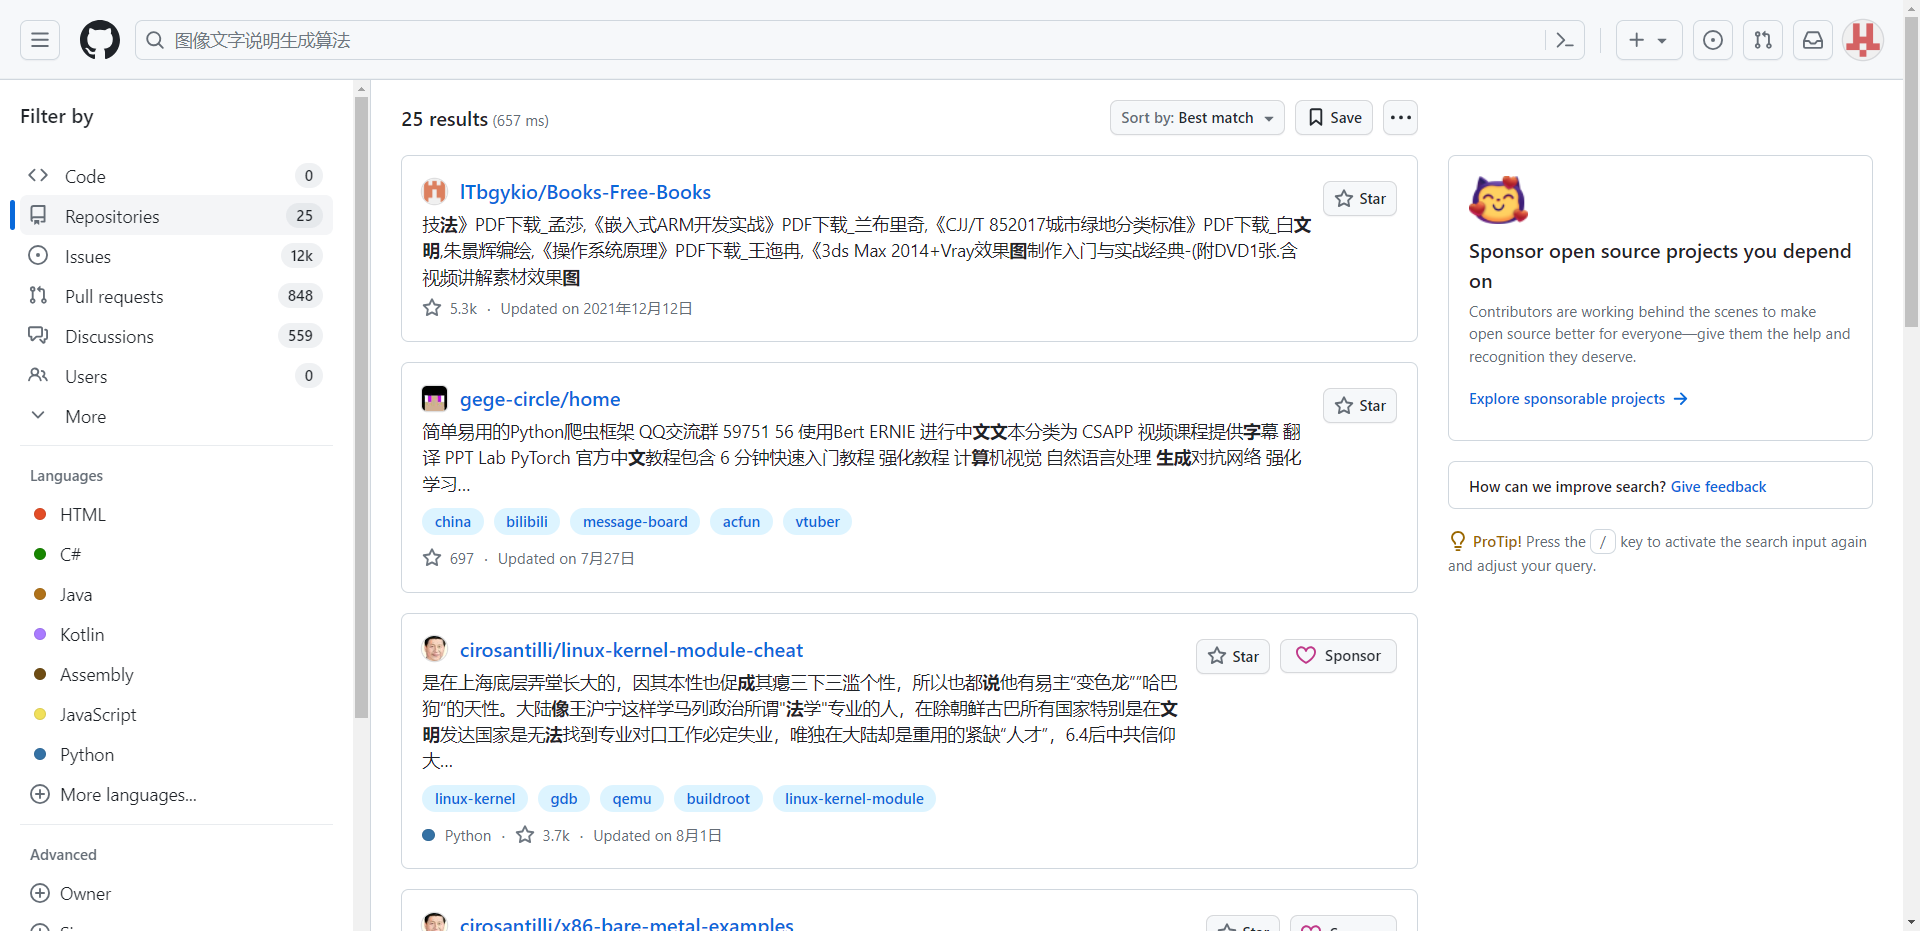 图像文字说明生成算法
Filter by
Code 0
Repositories 25
Issues 12k
Pull requests 848
Discussions 559
Users 0
More
Languages
HTML
C#
Java
Kotlin
Assembly
JavaScript
Python
More languages...
Advanced
Owner
25 results (657 ms)
Sort by: Best match
Save
lTbgykio/Books-Free-Books
Star
技法》PDF下载_孟莎,《嵌入式ARM开发实战》PDF下载_兰布里奇,《CJJ/T 852017城市绿地分类标准》PDF下载_白文
明,朱景辉编绘,《操作系统原理》PDF下载_王迤冉,《3ds Max 2014+Vray效果图制作入门与实战经典-(附DVD1张.含
视频讲解素材效果图
5.3k · Updated on 2021年12月12日
gege-circle/home
Star
简单易用的Python爬虫框架 QQ交流群 59751 56 使用Bert ERNIE 进行中文文本分类为 CSAPP 视频课程提供字幕 翻
译 PPT Lab PyTorch 官方中文教程包含 6 分钟快速入门教程 强化教程 计算机视觉 自然语言处理 生成对抗网络 强化
学习...
china bilibili message-board acfun vtuber
697 · Updated on 7月27日
cirosantilli/linux-kernel-module-cheat
Star
Sponsor
是在上海底层弄堂长大的，因其本性也促成其瘪三下三滥个性，所以也都说他有易主“变色龙”“哈巴
狗“的天性。大陆像王沪宁这样学马列政治所谓"法学"专业的人，在除朝鲜古巴所有国家特别是在文
明发达国家是无法找到专业对口工作必定失业，唯独在大陆却是重用的紧缺“人才”，6.4后中共信仰
大...
linux-kernel gdb qemu buildroot linux-kernel-module
Python · 3.7k · Updated on 8月1日
cirosantilli/x86-bare-metal-examples
Star
Sponsor open source projects you depend
on
Contributors are working behind the scenes to make
open source better for everyone—give them the help and
recognition they deserve.
Explore sponsorable projects
How can we improve search? Give feedback
ProTip! Press the / key to activate the search input again
and adjust your query.